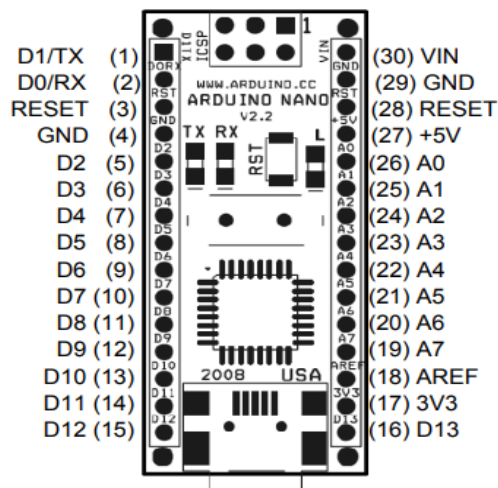 1
D1/TX (1)
D0/RX (2)
RESET (3)
GND (4)
D2 (5)
D3 (6)
D4 (7)
D5 (8)
D6 (9)
D7 (10)
D8 (11)
D9 (12)
D10 (13)
D11 (14)
D12 (15)
D1TX
ICSP
VIN
DORX
RST
GND
D2
D3
D4
D5
D6
D7
D8
D9
D10
D11
D12
WWW.ARDUINO.CC
ARDUINO NANO
V2.2
TX RX
RST
L
2008 USA
GND
RST
+5V
A0
A1
A2
A3
A4
A5
A6
A7
AREF
3V3
D13
(30) VIN
(29) GND
(28) RESET
(27) +5V
(26) A0
(25) A1
(24) A2
(23) A3
(22) A4
(21) A5
(20) A6
(19) A7
(18) AREF
(17) 3V3
(16) D13